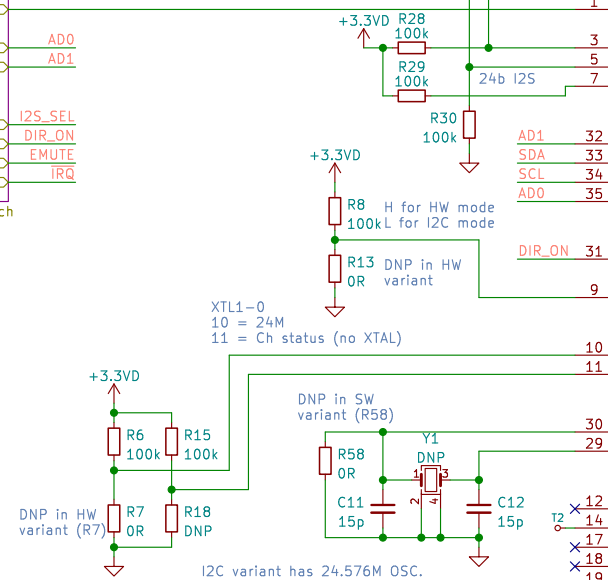 1
+3.3VD
R28
100k
3
AD0
AD1
5
R29
100k
24b I2S
7
I2S_SEL
DIR_ON
EMUTE
IRQ
R30
100k
AD1
32
SDA
33
SCL
34
AD0
35
ch
+3.3VD
R8
100k
H for HW mode
L for I2C mode
R13
0R
DNP in HW
variant
DIR_ON
31
9
XTL1-0
10 = 24M
11 = Ch status (no XTAL)
10
11
+3.3VD
R6
100k
R15
100k
DNP in SW
variant (R58)
30
29
Y1
DNP
R58
0R
1
3
2
4
C11
15p
C12
15p
DNP in HW
variant (R7)
R7
0R
R18
DNP
12
T2
14
17
18
19
I2C variant has 24.576M OSC.